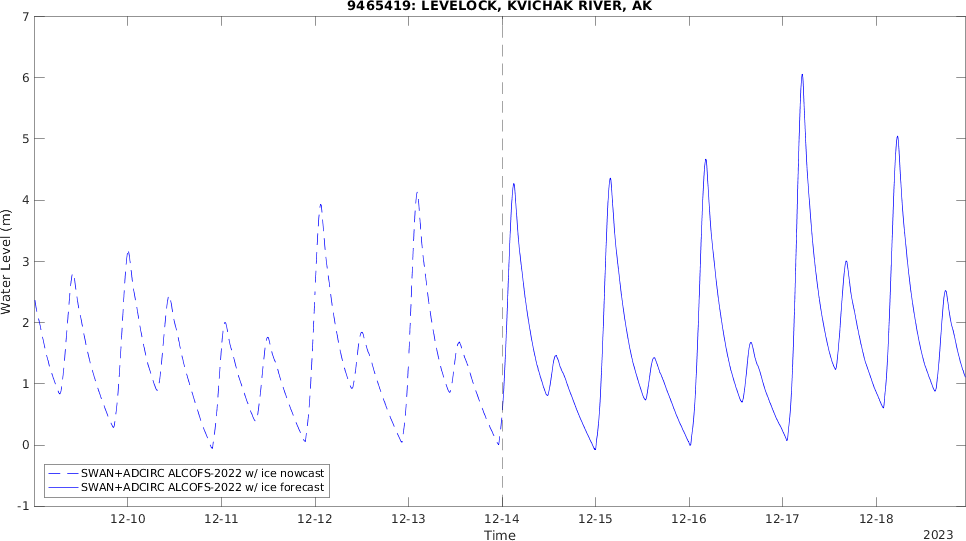 9465419: LEVELOCK, KVICHAK RIVER, AK
7
6
5
4
3
2
1
0
-1
Water Level (m)
SWAN+ADCIRC ALCOFS-2022 w/ ice nowcast
SWAN+ADCIRC ALCOFS-2022 w/ ice forecast
12-10 12-11 12-12 12-13 12-14 12-15 12-16 12-17 12-18
Time
2023